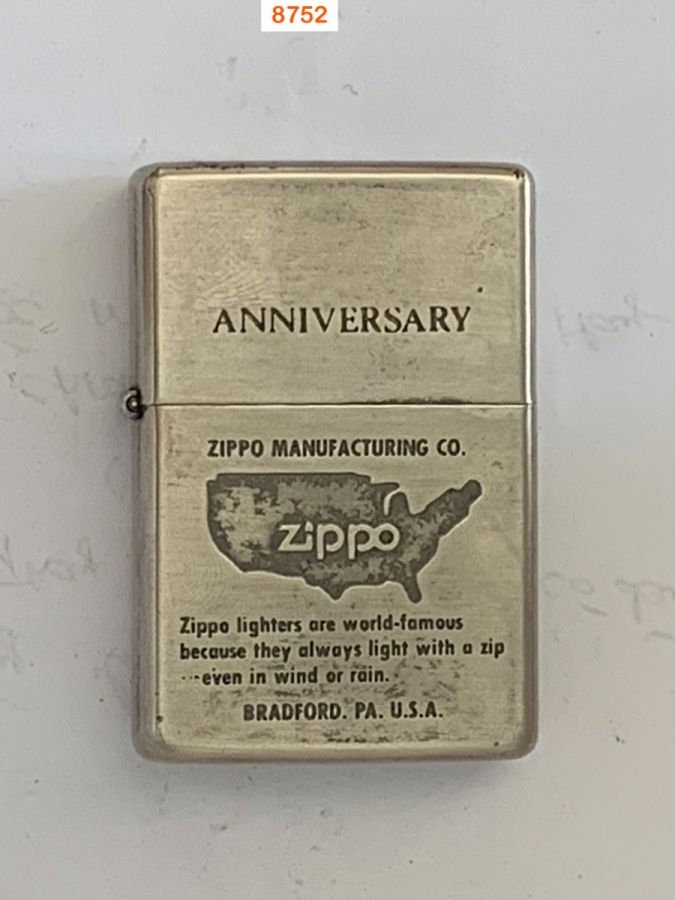 8752
ANNIVERSARY
ZIPPO MANUFACTURING CO.
zippo
Zippo lighters are world-famous
because they always light with a zip
···even in wind or rain.
BRADFORD. PA. U.S.A.